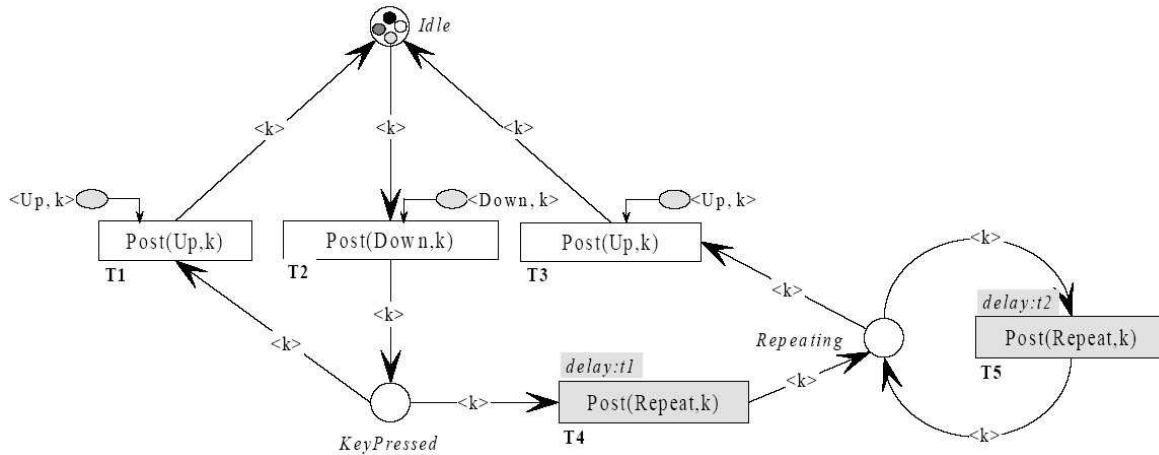 Idle
<k>
<k>
<k>
<Up, k>
<Down, k>
<Up, k>
<k>
Post(Up,k)
Post(Down,k)
Post(Up,k)
T1
T2
T3
<k>
delay:t2
<k>
<k>
Repeating
Post(Repeat,k)
T5
delay:t1
<k>
<k>
Post(Repeat,k)
<k>
KeyPressed
T4
<k>